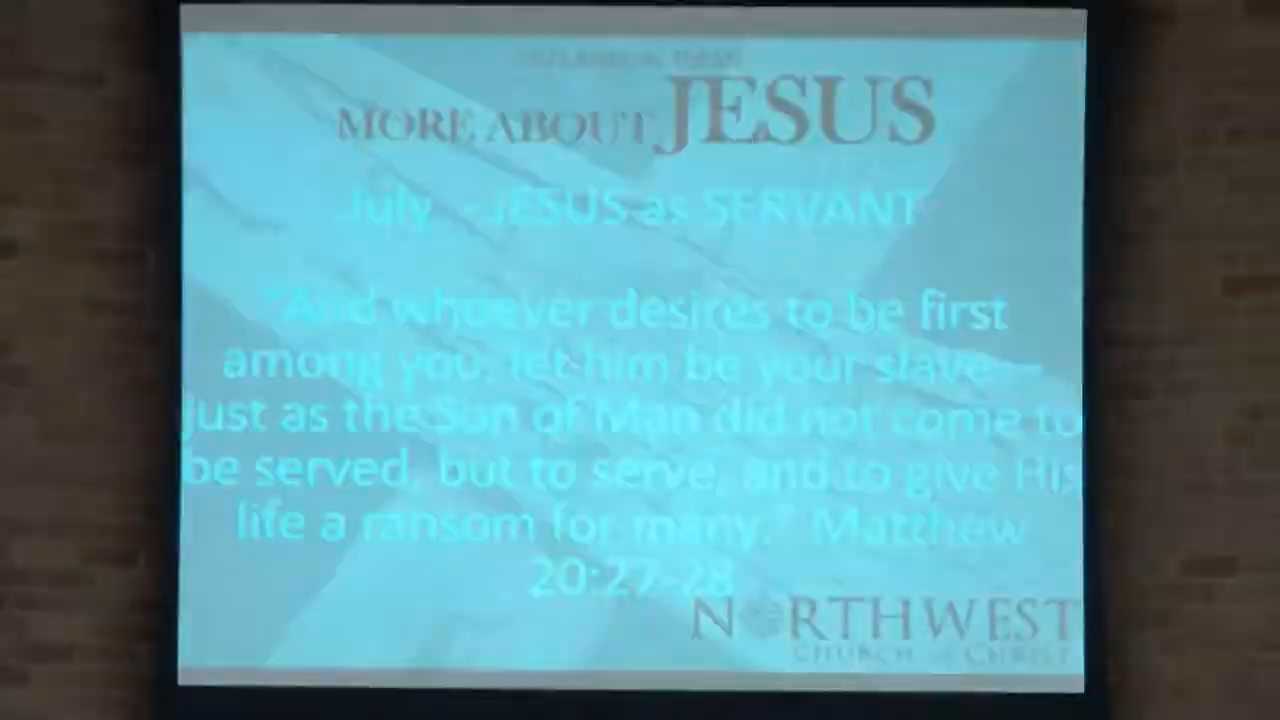 MORE ABOUT JESUS
July - JESUS as SERVANT
"And whoever desires to be first
among you, let him be your slave—
just as the Son of Man did not come to
be served, but to serve, and to give His
life a ransom for many." Matthew
20:27-28
NORTHWEST
CHURCH OF CHRIST